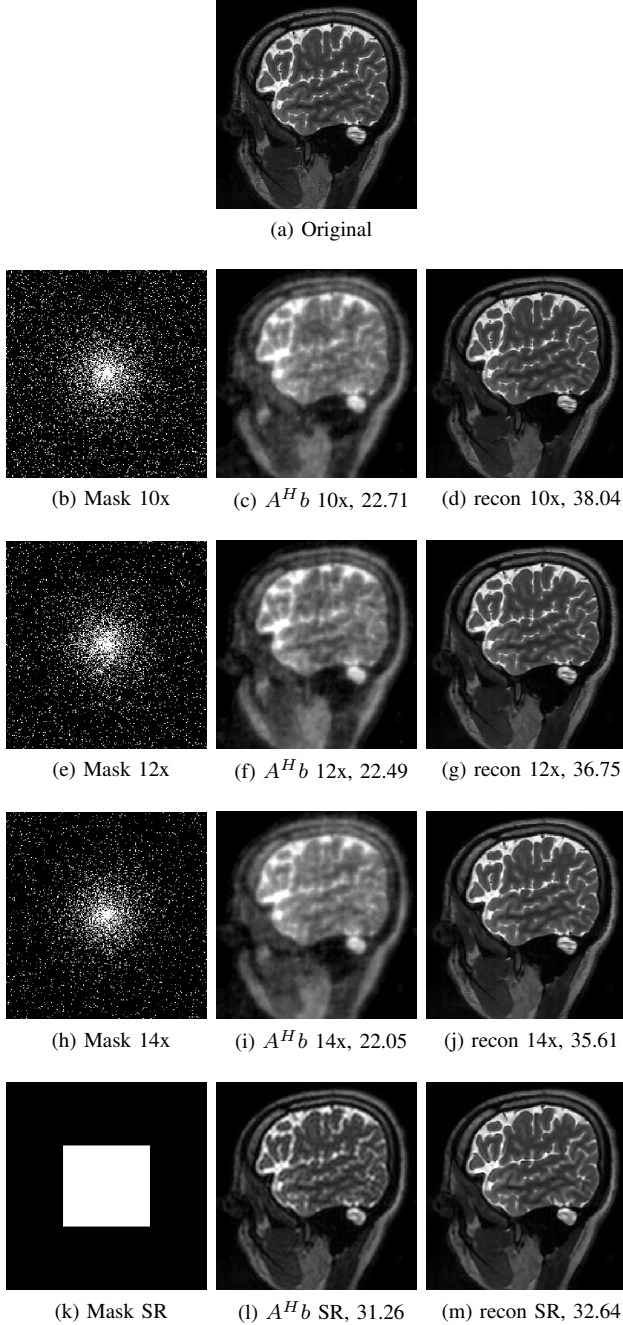 (a) Original
(b) Mask 10x
(c) A^H b 10x, 22.71
(d) recon 10x, 38.04
(e) Mask 12x
(f) A^H b 12x, 22.49
(g) recon 12x, 36.75
(h) Mask 14x
(i) A^H b 14x, 22.05
(j) recon 14x, 35.61
(k) Mask SR
(l) A^H b SR, 31.26
(m) recon SR, 32.64